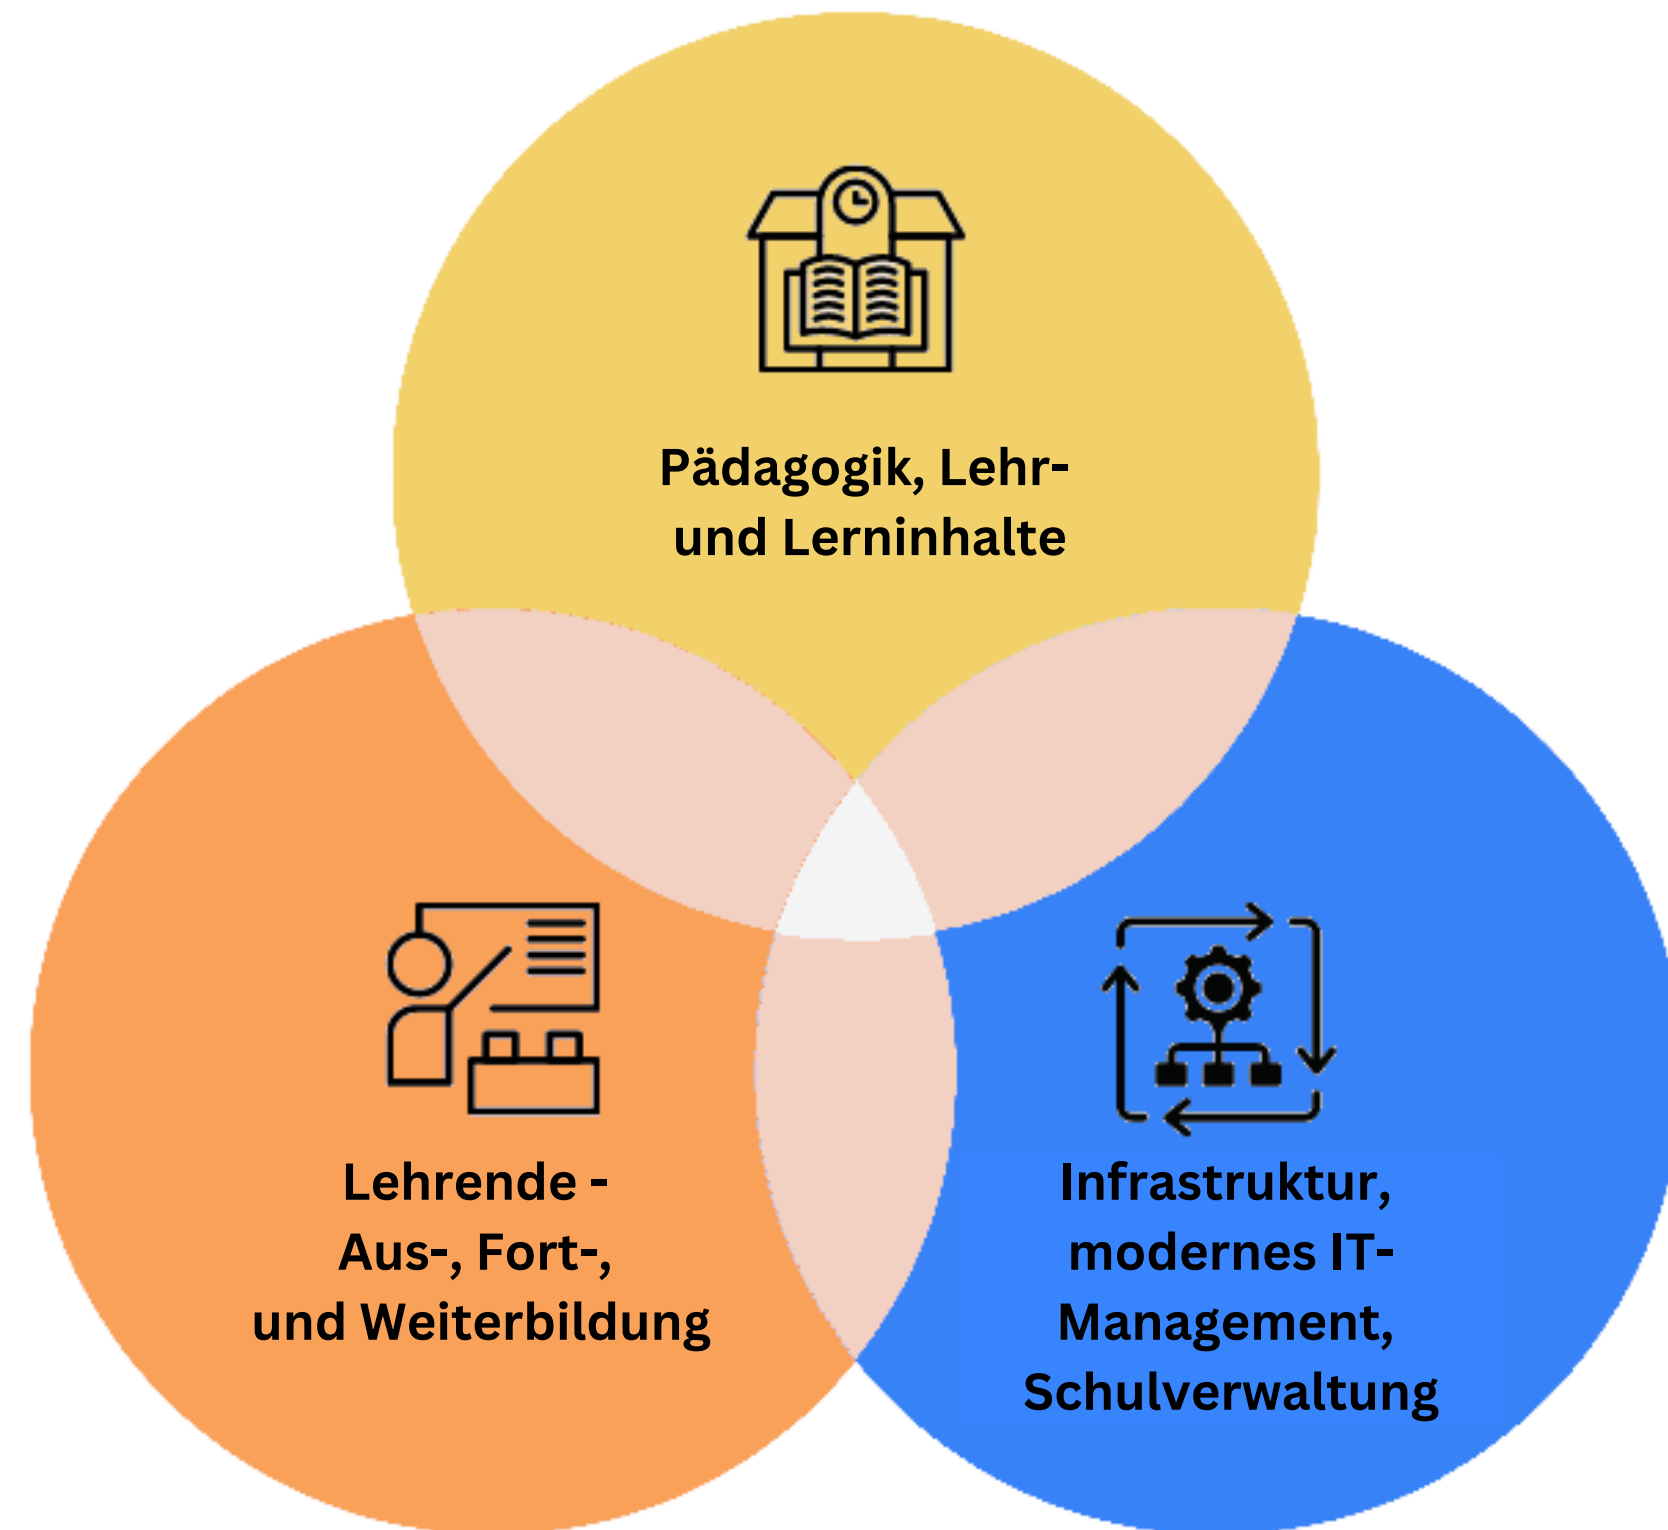 Pädagogik, Lehr-
und Lerninhalte
Lehrende -
Aus-, Fort-,
und Weiterbildung
Infrastruktur,
modernes IT-
Management,
Schulverwaltung